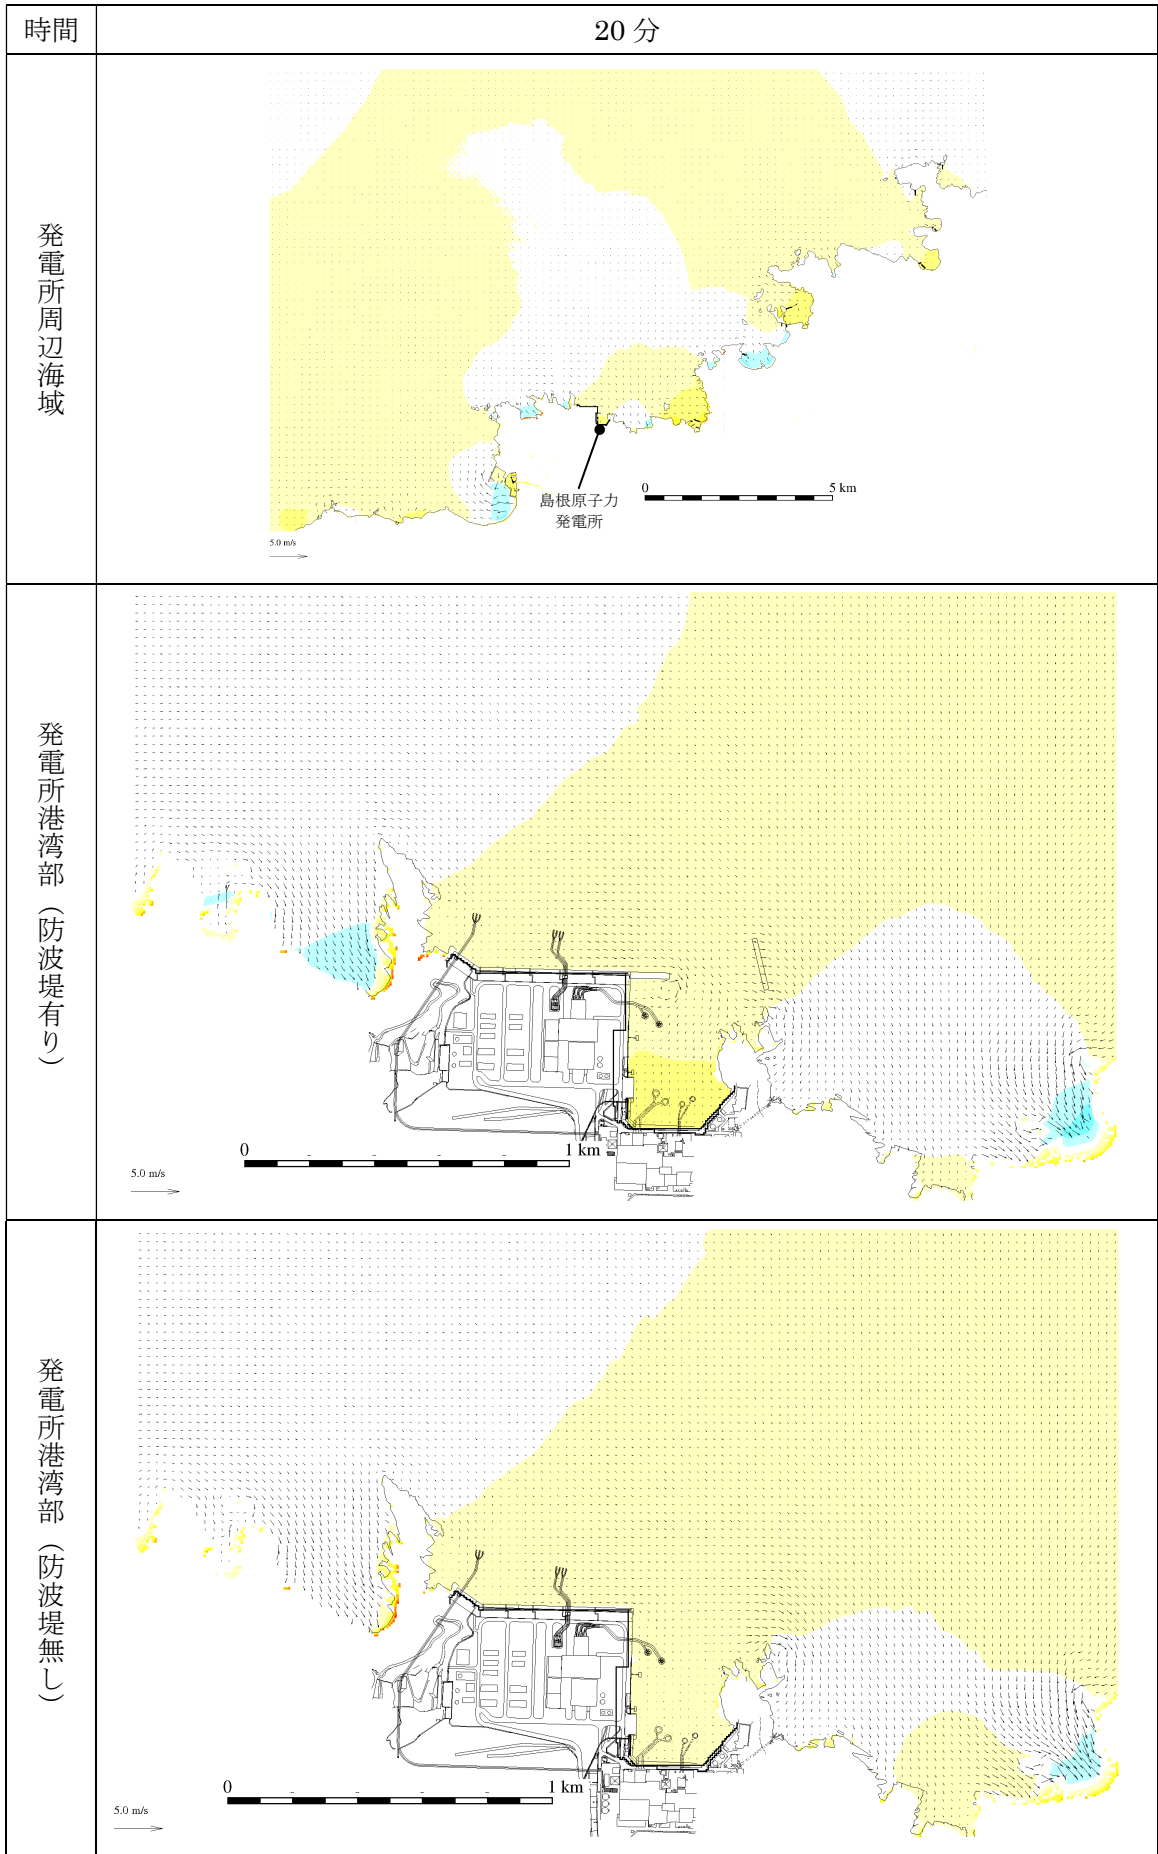 時間
20 分
発電所周辺海域
島根原子力
発電所
0
5 km
5.0 m/s
発電所港湾部（防波堤有り）
0
1 km
5.0 m/s
発電所港湾部（防波堤無し）
0
1 km
5.0 m/s